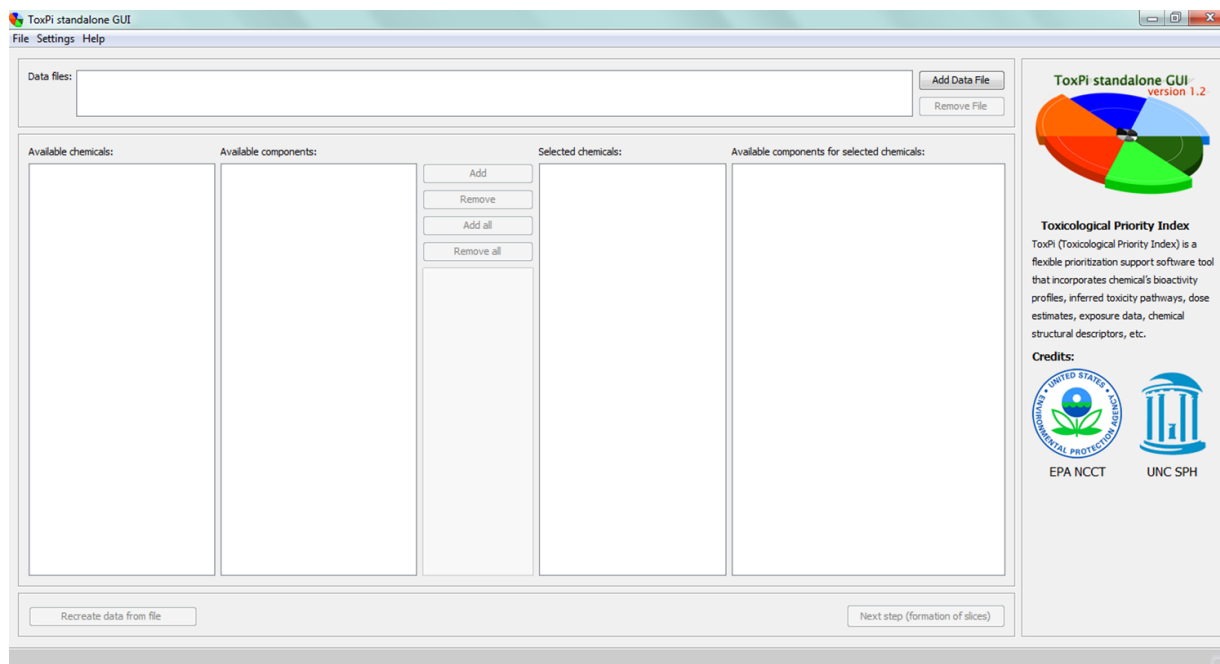 ToxPi standalone GUI
File Settings Help
Data files:
Add Data File
Remove File
Available chemicals:
Available components:
Add
Remove
Add all
Remove all
Selected chemicals:
Available components for selected chemicals:
Recreate data from file
Next step (formation of slices)
ToxPi standalone GUI
version 1.2
Toxicological Priority Index
ToxPi (Toxicological Priority Index) is a
flexible prioritization support software tool
that incorporates chemical's bioactivity
profiles, inferred toxicity pathways, dose
estimates, exposure data, chemical
structural descriptors, etc.
Credits:
UNITED STATES
ENVIRONMENTAL PROTECTION AGENCY
EPA NCCT
UNC SPH